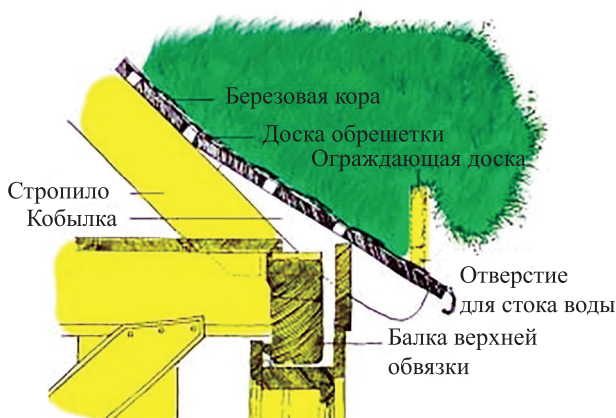 Березовая кора
Доска обрешетки
Ограждающая доска
Стропило
Кобылка
Отверстие
для стока воды
Балка верхней
обвязки